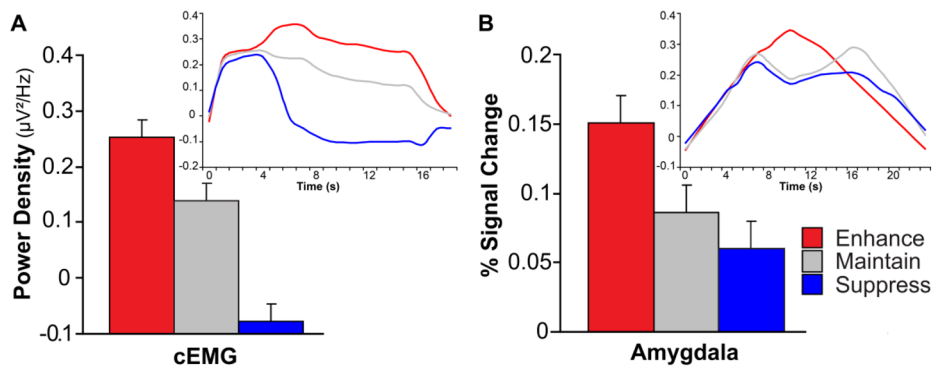 A
Power Density (µV²/Hz)
0.4
0.3
0.2
0.1
0
-0.1
cEMG
0.4
0.3
0.2
0.1
0
-0.1
-0.2
0 4 8 12 16
Time (s)
B
% Signal Change
0.2
0.15
0.1
0.05
0
Amygdala
0.4
0.3
0.2
0.1
0
-0.1
0 4 8 12 16 20
Time (s)
Enhance
Maintain
Suppress